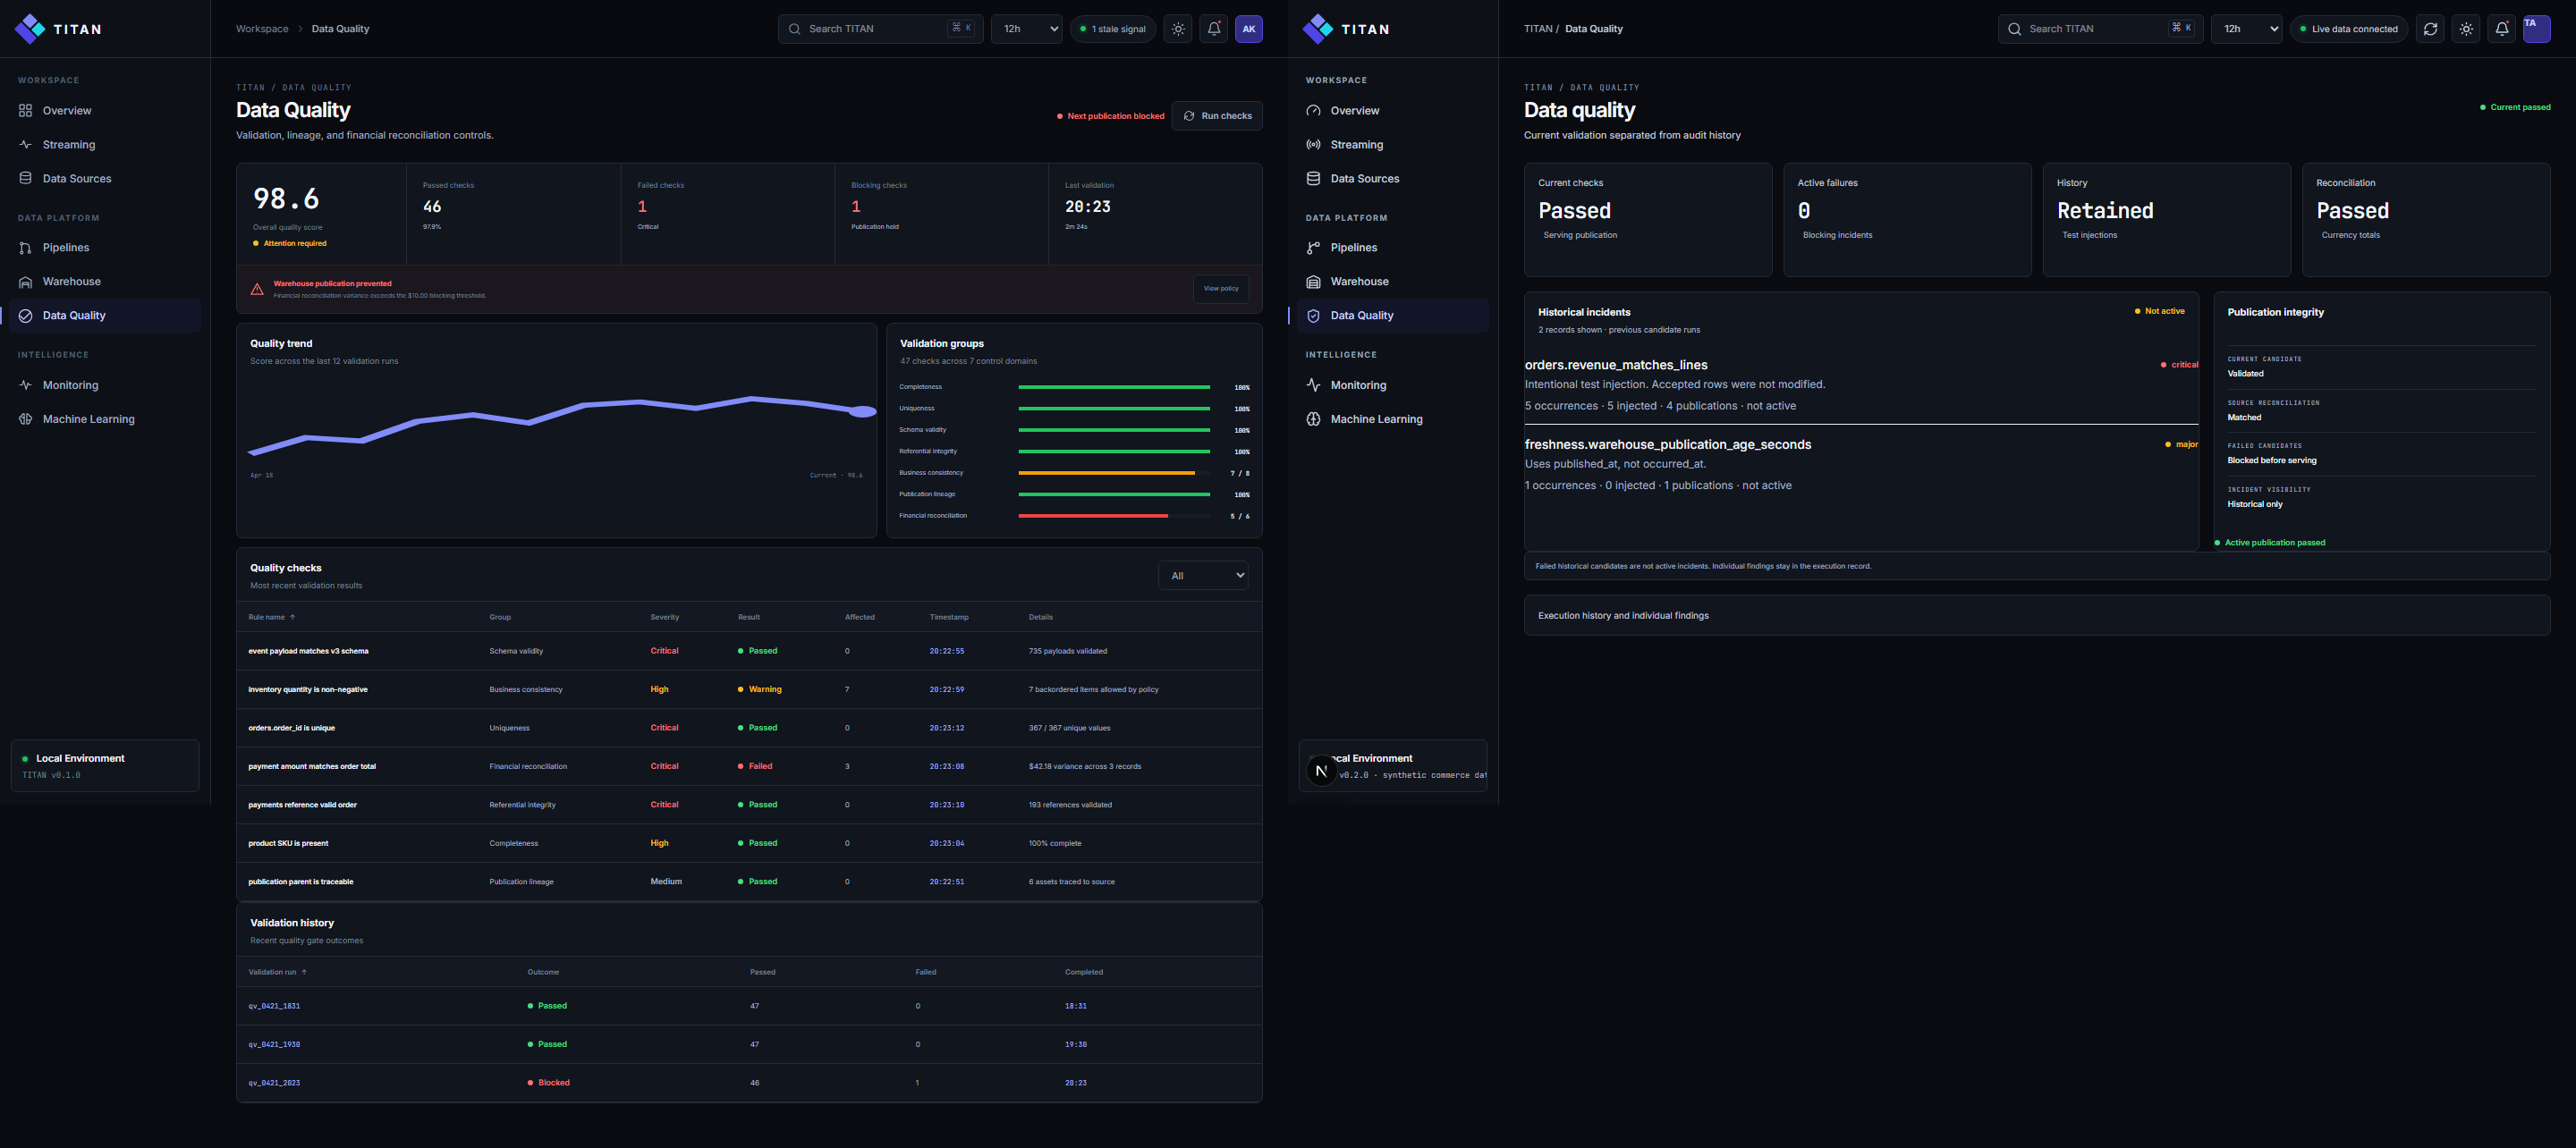 TITAN
WORKSPACE
Overview
Streaming
Data Sources
DATA PLATFORM
Pipelines
Warehouse
Data Quality
INTELLIGENCE
Monitoring
Machine Learning
Local Environment
TITAN v0.1.0
Workspace > Data Quality
Search TITAN ⌘ K
12h
1 stale signal
AK
TITAN / DATA QUALITY
Data Quality
Validation, lineage, and financial reconciliation controls.
Next publication blocked
Run checks
98.6
Overall quality score
Attention required
Passed checks
46
97.9%
Failed checks
1
Critical
Blocking checks
1
Publication held
Last validation
20:23
2m 24s
Warehouse publication prevented
Financial reconciliation variance exceeds the $10.00 blocking threshold.
View policy
Quality trend
Score across the last 12 validation runs
Apr 18
Current · 98.6
Validation groups
47 checks across 7 control domains
Completeness 100%
Uniqueness 100%
Schema validity 100%
Referential integrity 100%
Business consistency 7 / 8
Publication lineage 100%
Financial reconciliation 5 / 6
Quality checks
Most recent validation results
All
Rule name ↑ Group Severity Result Affected Timestamp Details
event payload matches v3 schema Schema validity Critical Passed 0 20:22:55 735 payloads validated
inventory quantity is non-negative Business consistency High Warning 7 20:22:59 7 backordered items allowed by policy
orders.order_id is unique Uniqueness Critical Passed 0 20:23:12 367 / 367 unique values
payment amount matches order total Financial reconciliation Critical Failed 3 20:23:08 $42.18 variance across 3 records
payments reference valid order Referential integrity Critical Passed 0 20:23:10 193 references validated
product SKU is present Completeness High Passed 0 20:23:04 100% complete
publication parent is traceable Publication lineage Medium Passed 0 20:22:51 6 assets traced to source
Validation history
Recent quality gate outcomes
Validation run ↑ Outcome Passed Failed Completed
qv_0421_1831 Passed 47 0 18:31
qv_0421_1930 Passed 47 0 19:30
qv_0421_2023 Blocked 46 1 20:23
TITAN
WORKSPACE
Overview
Streaming
Data Sources
DATA PLATFORM
Pipelines
Warehouse
Data Quality
INTELLIGENCE
Monitoring
Machine Learning
cal Environment
N
v0.2.0 · synthetic commerce dat
TITAN / Data Quality
Search TITAN ⌘ K
12h
Live data connected
TA
TITAN / DATA QUALITY
Data quality
Current validation separated from audit history
Current passed
Current checks
Passed
Serving publication
Active failures
0
Blocking incidents
History
Retained
Test injections
Reconciliation
Passed
Currency totals
Historical incidents
2 records shown · previous candidate runs
Not active
orders.revenue_matches_lines
critical
Intentional test injection. Accepted rows were not modified.
5 occurrences · 5 injected · 4 publications · not active
freshness.warehouse_publication_age_seconds
major
Uses published_at, not occurred_at.
1 occurrences · 0 injected · 1 publications · not active
Publication integrity
CURRENT CANDIDATE
Validated
SOURCE RECONCILIATION
Matched
FAILED CANDIDATES
Blocked before serving
INCIDENT VISIBILITY
Historical only
Active publication passed
Failed historical candidates are not active incidents. Individual findings stay in the execution record.
Execution history and individual findings